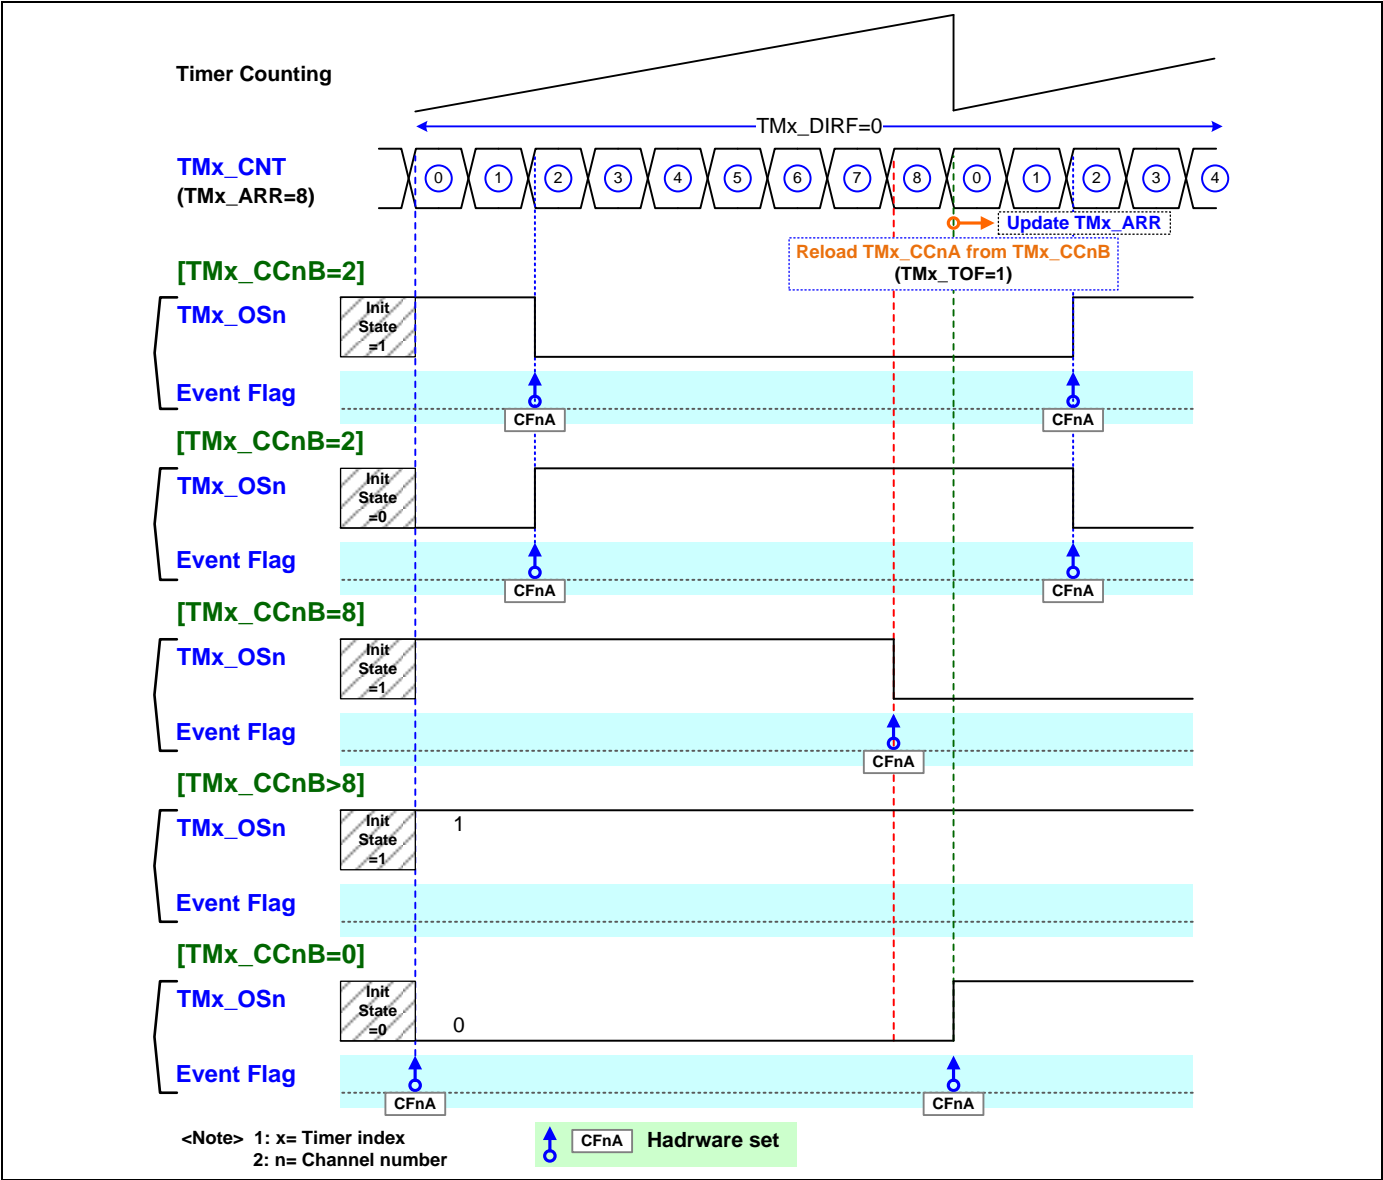 Timer Counting
TMx_DIRF=0
TMx_CNT
(TMx_ARR=8)
0 1 2 3 4 5 6 7 8 0 1 2 3 4
Update TMx_ARR
Reload TMx_CCnA from TMx_CCnB
(TMx_TOF=1)
[TMx_CCnB=2]
TMx_OSn
Init
State
=1
Event Flag
CFnA CFnA
[TMx_CCnB=2]
TMx_OSn
Init
State
=0
Event Flag
CFnA CFnA
[TMx_CCnB=8]
TMx_OSn
Init
State
=1
Event Flag
CFnA
[TMx_CCnB>8]
TMx_OSn
Init
State
=1
1
Event Flag
[TMx_CCnB=0]
TMx_OSn
Init
State
=0
0
Event Flag
CFnA CFnA
<Note> 1: x= Timer index
2: n= Channel number
CFnA Hadrware set